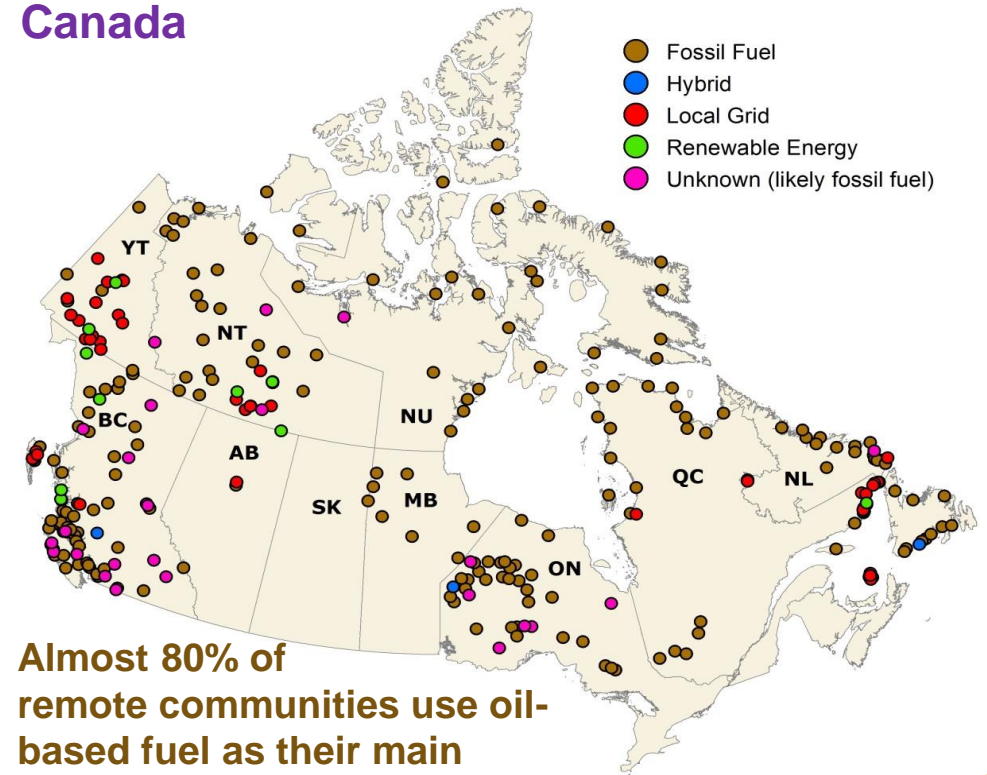 Canada
Fossil Fuel
Hybrid
Local Grid
Renewable Energy
Unknown (likely fossil fuel)
YT
NT
NU
BC
AB
SK
MB
QC
NL
ON
Almost 80% of
remote communities use oil-
based fuel as their main